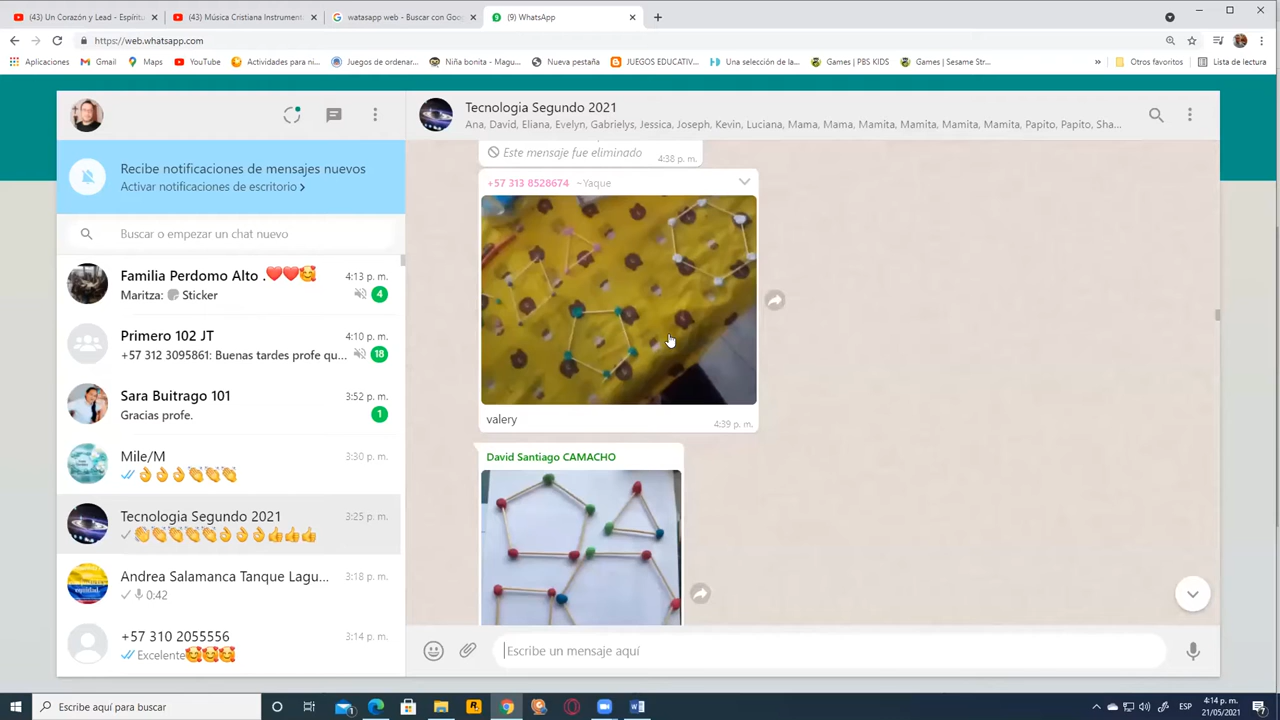 (43) Un Corazón y Lead - Espíritu
(43) Música Cristiana Instrument
watasapp web - Buscar con Goo
(9) WhatsApp
https://web.whatsapp.com
Aplicaciones
Gmail
Maps
YouTube
Actividades para ni...
Juegos de ordenar...
Niña bonita - Magu...
Nueva pestaña
JUEGOS EDUCATIV...
Una selección de la...
Games | PBS KIDS
Games | Sesame Str...
»
Otros favoritos
Lista de lectura
Recibe notificaciones de mensajes nuevos
Activar notificaciones de escritorio >
Buscar o empezar un chat nuevo
Familia Perdomo Alto .❤️❤️🥰 4:13 p. m.
Maritza: Sticker 4
Primero 102 JT 4:10 p. m.
+57 312 3095861: Buenas tardes profe qu... 18
Sara Buitrago 101 3:52 p. m.
Gracias profe. 1
Mile/M 3:30 p. m.
👌👌👌👏👏👏
Tecnologia Segundo 2021 3:25 p. m.
👏👏👏👏👏👌👌👌👍👍👍
Andrea Salamanca Tanque Lagu... 3:18 p. m.
0:42
+57 310 2055556 3:14 p. m.
Excelente🥰🥰🥰
Tecnologia Segundo 2021
Ana, David, Eliana, Evelyn, Gabrielys, Jessica, Joseph, Kevin, Luciana, Mama, Mama, Mamita, Mamita, Mamita, Mamita, Papito, Papito, Sha...
Este mensaje fue eliminado 4:38 p. m.
+57 313 8528674 ~Yaque
valery 4:39 p. m.
David Santiago CAMACHO
Escribe un mensaje aquí
Escribe aquí para buscar
ESP
4:14 p. m.
21/05/2021
7